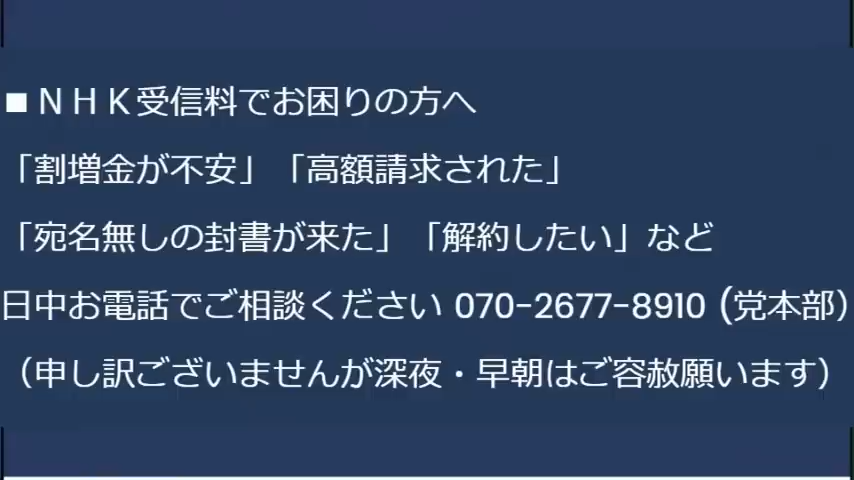 ■ＮＨＫ受信料でお困りの方へ
「割増金が不安」「高額請求された」
「宛名無しの封書が来た」「解約したい」など
日中お電話でご相談ください 070-2677-8910 (党本部)
（申し訳ございませんが深夜・早朝はご容赦願います）